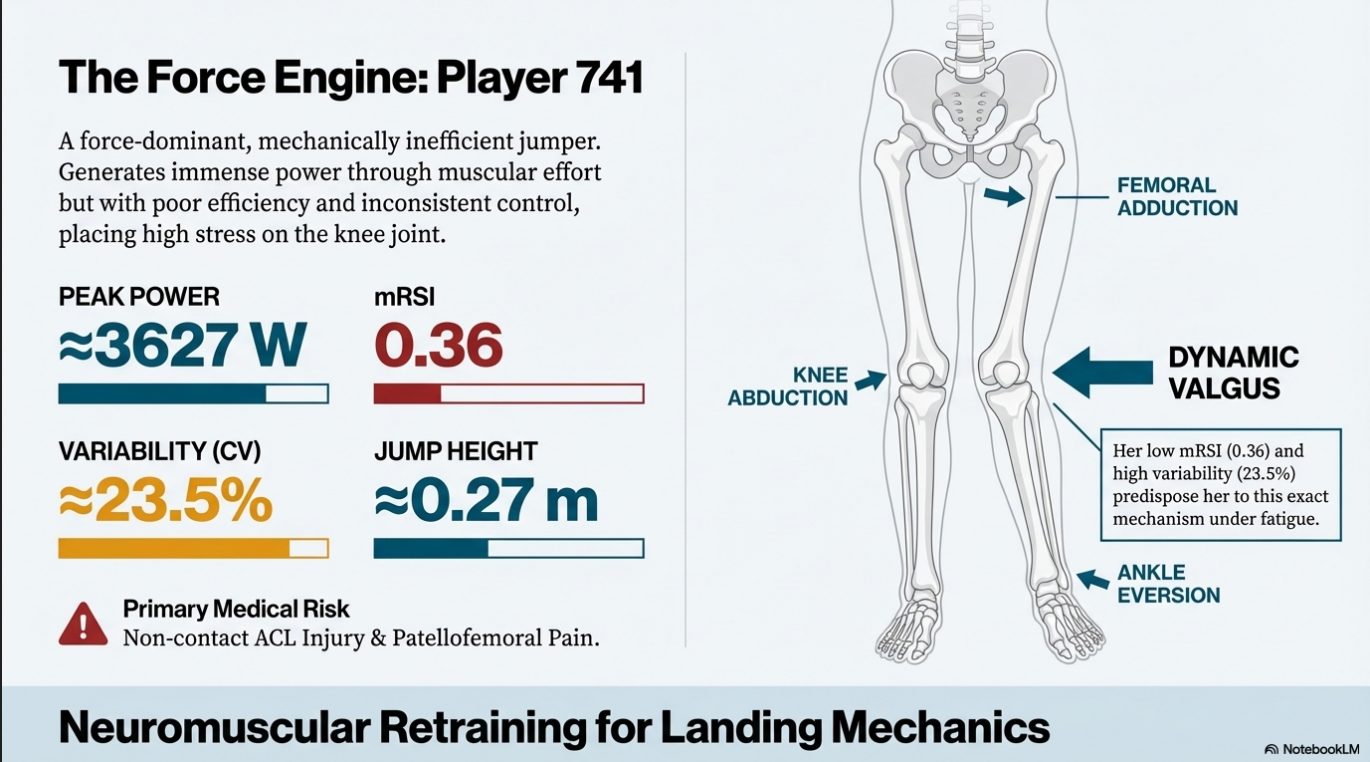 The Force Engine: Player 741
A force-dominant, mechanically inefficient jumper.
Generates immense power through muscular effort
but with poor efficiency and inconsistent control,
placing high stress on the knee joint.
PEAK POWER
≈3627 W
mRSI
0.36
VARIABILITY (CV)
≈23.5%
JUMP HEIGHT
≈0.27 m
Primary Medical Risk
Non-contact ACL Injury & Patellofemoral Pain.
FEMORAL
ADDUCTION
KNEE
ABDUCTION
DYNAMIC
VALGUS
Her low mRSI (0.36) and
high variability (23.5%)
predispose her to this exact
mechanism under fatigue.
ANKLE
EVERSION
Neuromuscular Retraining for Landing Mechanics
NotebookLM